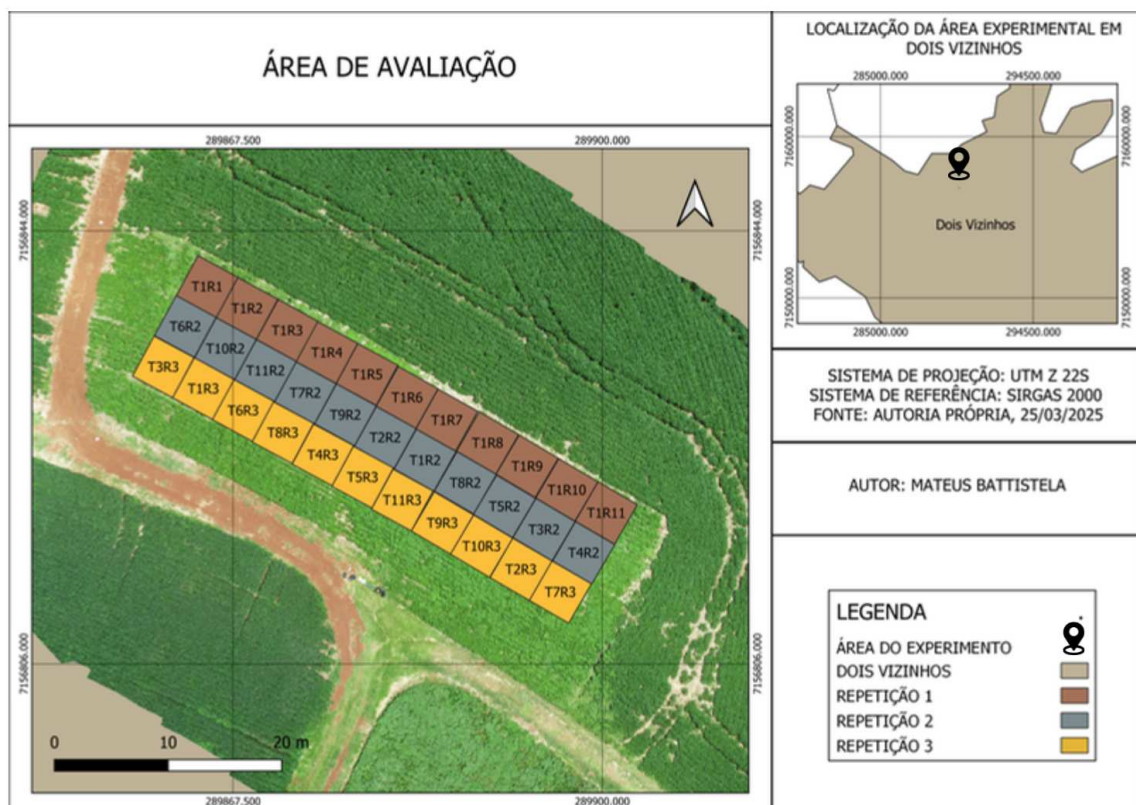 ÁREA DE AVALIAÇÃO
289867.500
289900.000
7156844.000
7156844.000
T1R1
T1R2
T1R3
T1R4
T1R5
T1R6
T1R7
T1R8
T1R9
T1R10
T1R11
T6R2
T10R2
T11R2
T7R2
T9R2
T2R2
T1R2
T8R2
T5R2
T3R2
T4R2
T3R3
T1R3
T6R3
T8R3
T4R3
T5R3
T11R3
T9R3
T10R3
T2R3
T7R3
7156806.000
7156806.000
0 10 20 m
289867.500
289900.000
LOCALIZAÇÃO DA ÁREA EXPERIMENTAL EM
DOIS VIZINHOS
285000.000
294500.000
7160000.000
7160000.000
Dois Vizinhos
7150000.000
7150000.000
285000.000
294500.000
SISTEMA DE PROJEÇÃO: UTM Z 22S
SISTEMA DE REFERÊNCIA: SIRGAS 2000
FONTE: AUTORIA PRÓPRIA, 25/03/2025
AUTOR: MATEUS BATTISTELA
LEGENDA
ÁREA DO EXPERIMENTO
DOIS VIZINHOS
REPETIÇÃO 1
REPETIÇÃO 2
REPETIÇÃO 3